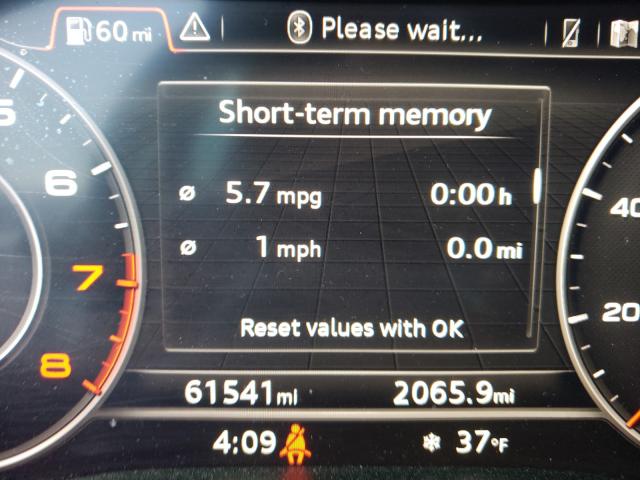 60 mi Please wait...
Short-term memory
ø 5.7 mpg 0:00 h
ø 1 mph 0.0 mi
Reset values with OK
61541 mi 2065.9 mi
4:09 37°F
5
6
7
8
40
20